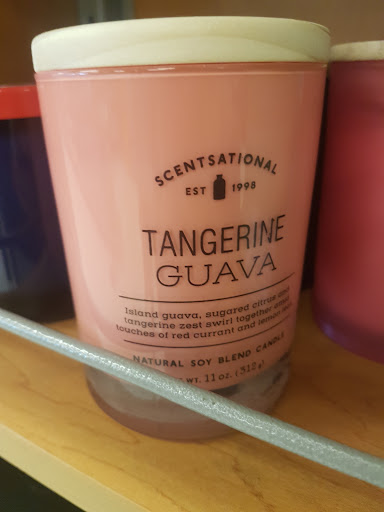 SCENTSATIONAL
EST 1998
TANGERINE
GUAVA
Island guava, sugared citrus and
tangerine zest swirl together
touches of red currant and lemon
NATURAL SOY BLEND CANDLE
wt. 11 oz. (312 g)